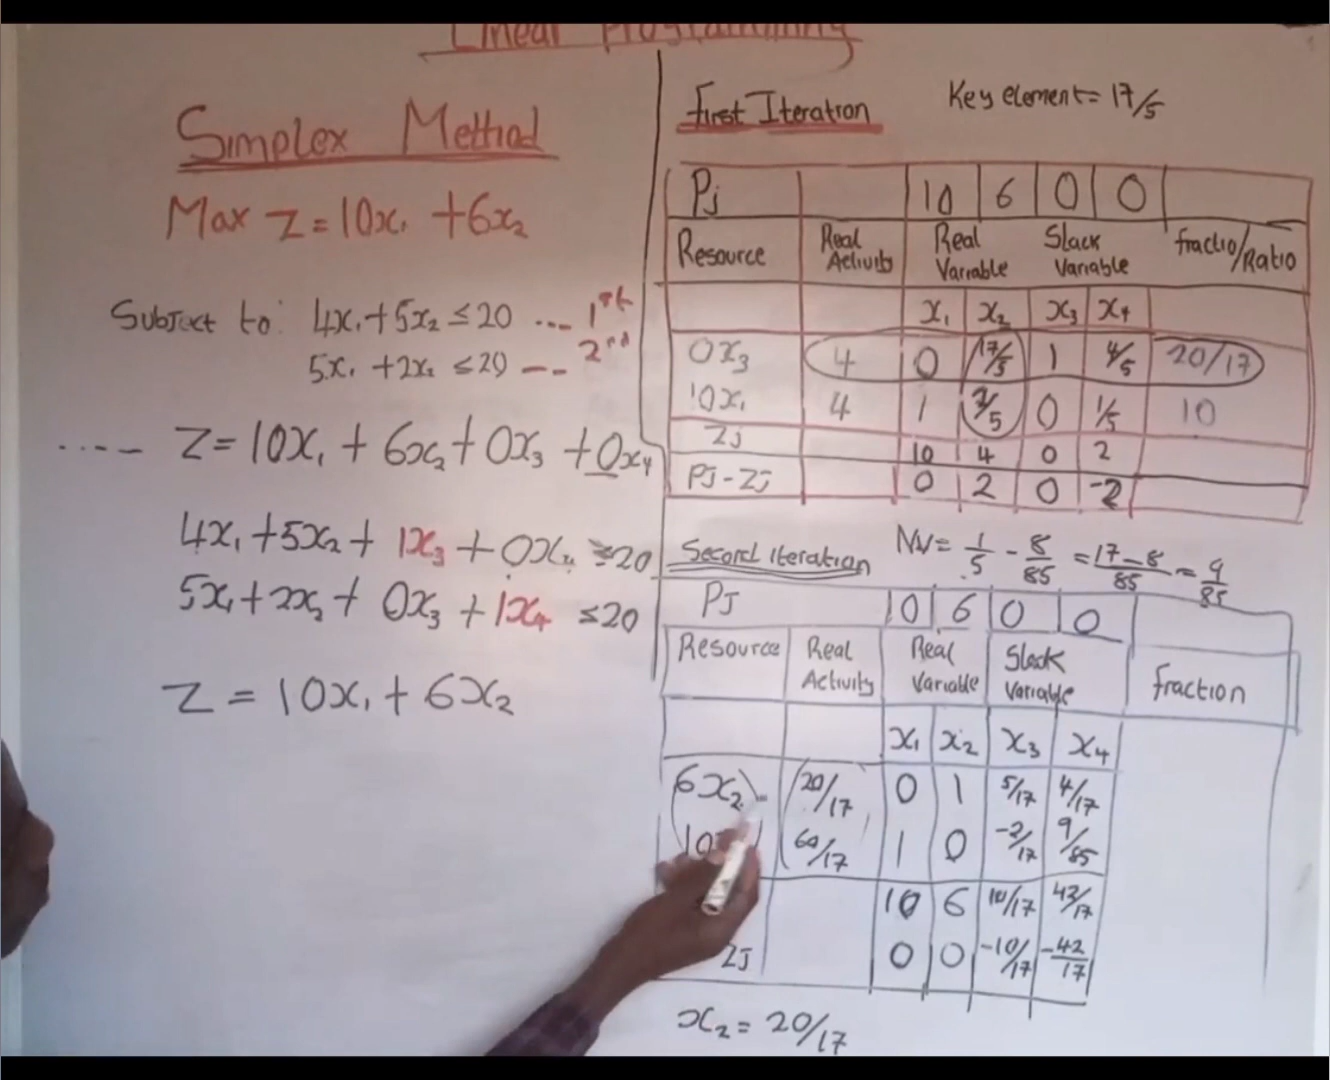 Linear Programming
Simplex Method
Max Z = 10x₁ + 6x₂
Subject to: 4x₁ + 5x₂ ≤ 20 ... 1st
5x₁ + 2x₂ ≤ 20 --- 2nd
.... Z = 10x₁ + 6x₂ + 0x₃ + 0x₄
4x₁ + 5x₂ + 1x₃ + 0x₄ ≤ 20
5x₁ + 2x₂ + 0x₃ + 1x₄ ≤ 20
Z = 10x₁ + 6x₂
First Iteration Key element = 17/5
Pj 10 6 0 0
Resource Real Activity Real Variable Slack Variable fractio/Ratio
x₁ x₂ x₃ x₄
0x₃ 4 0 17/5 1 4/5 20/17
10x₁ 4 1 2/5 0 1/5 10
Zj 10 4 0 2
Pj - Zj 0 2 0 -2
Second iteration NV = 1/5 - 8/85 = 17-8/85 = 9/85
Pj 10 6 0 0
Resource Real Activity Real Variable Slack Variable fraction
x₁ x₂ x₃ x₄
6x₂ 20/17 0 1 5/17 4/17
10 60/17 1 0 -2/17 9/85
10 6 10/17 42/17
Zj 0 0 -10/17 -42/17
x₂ = 20/17